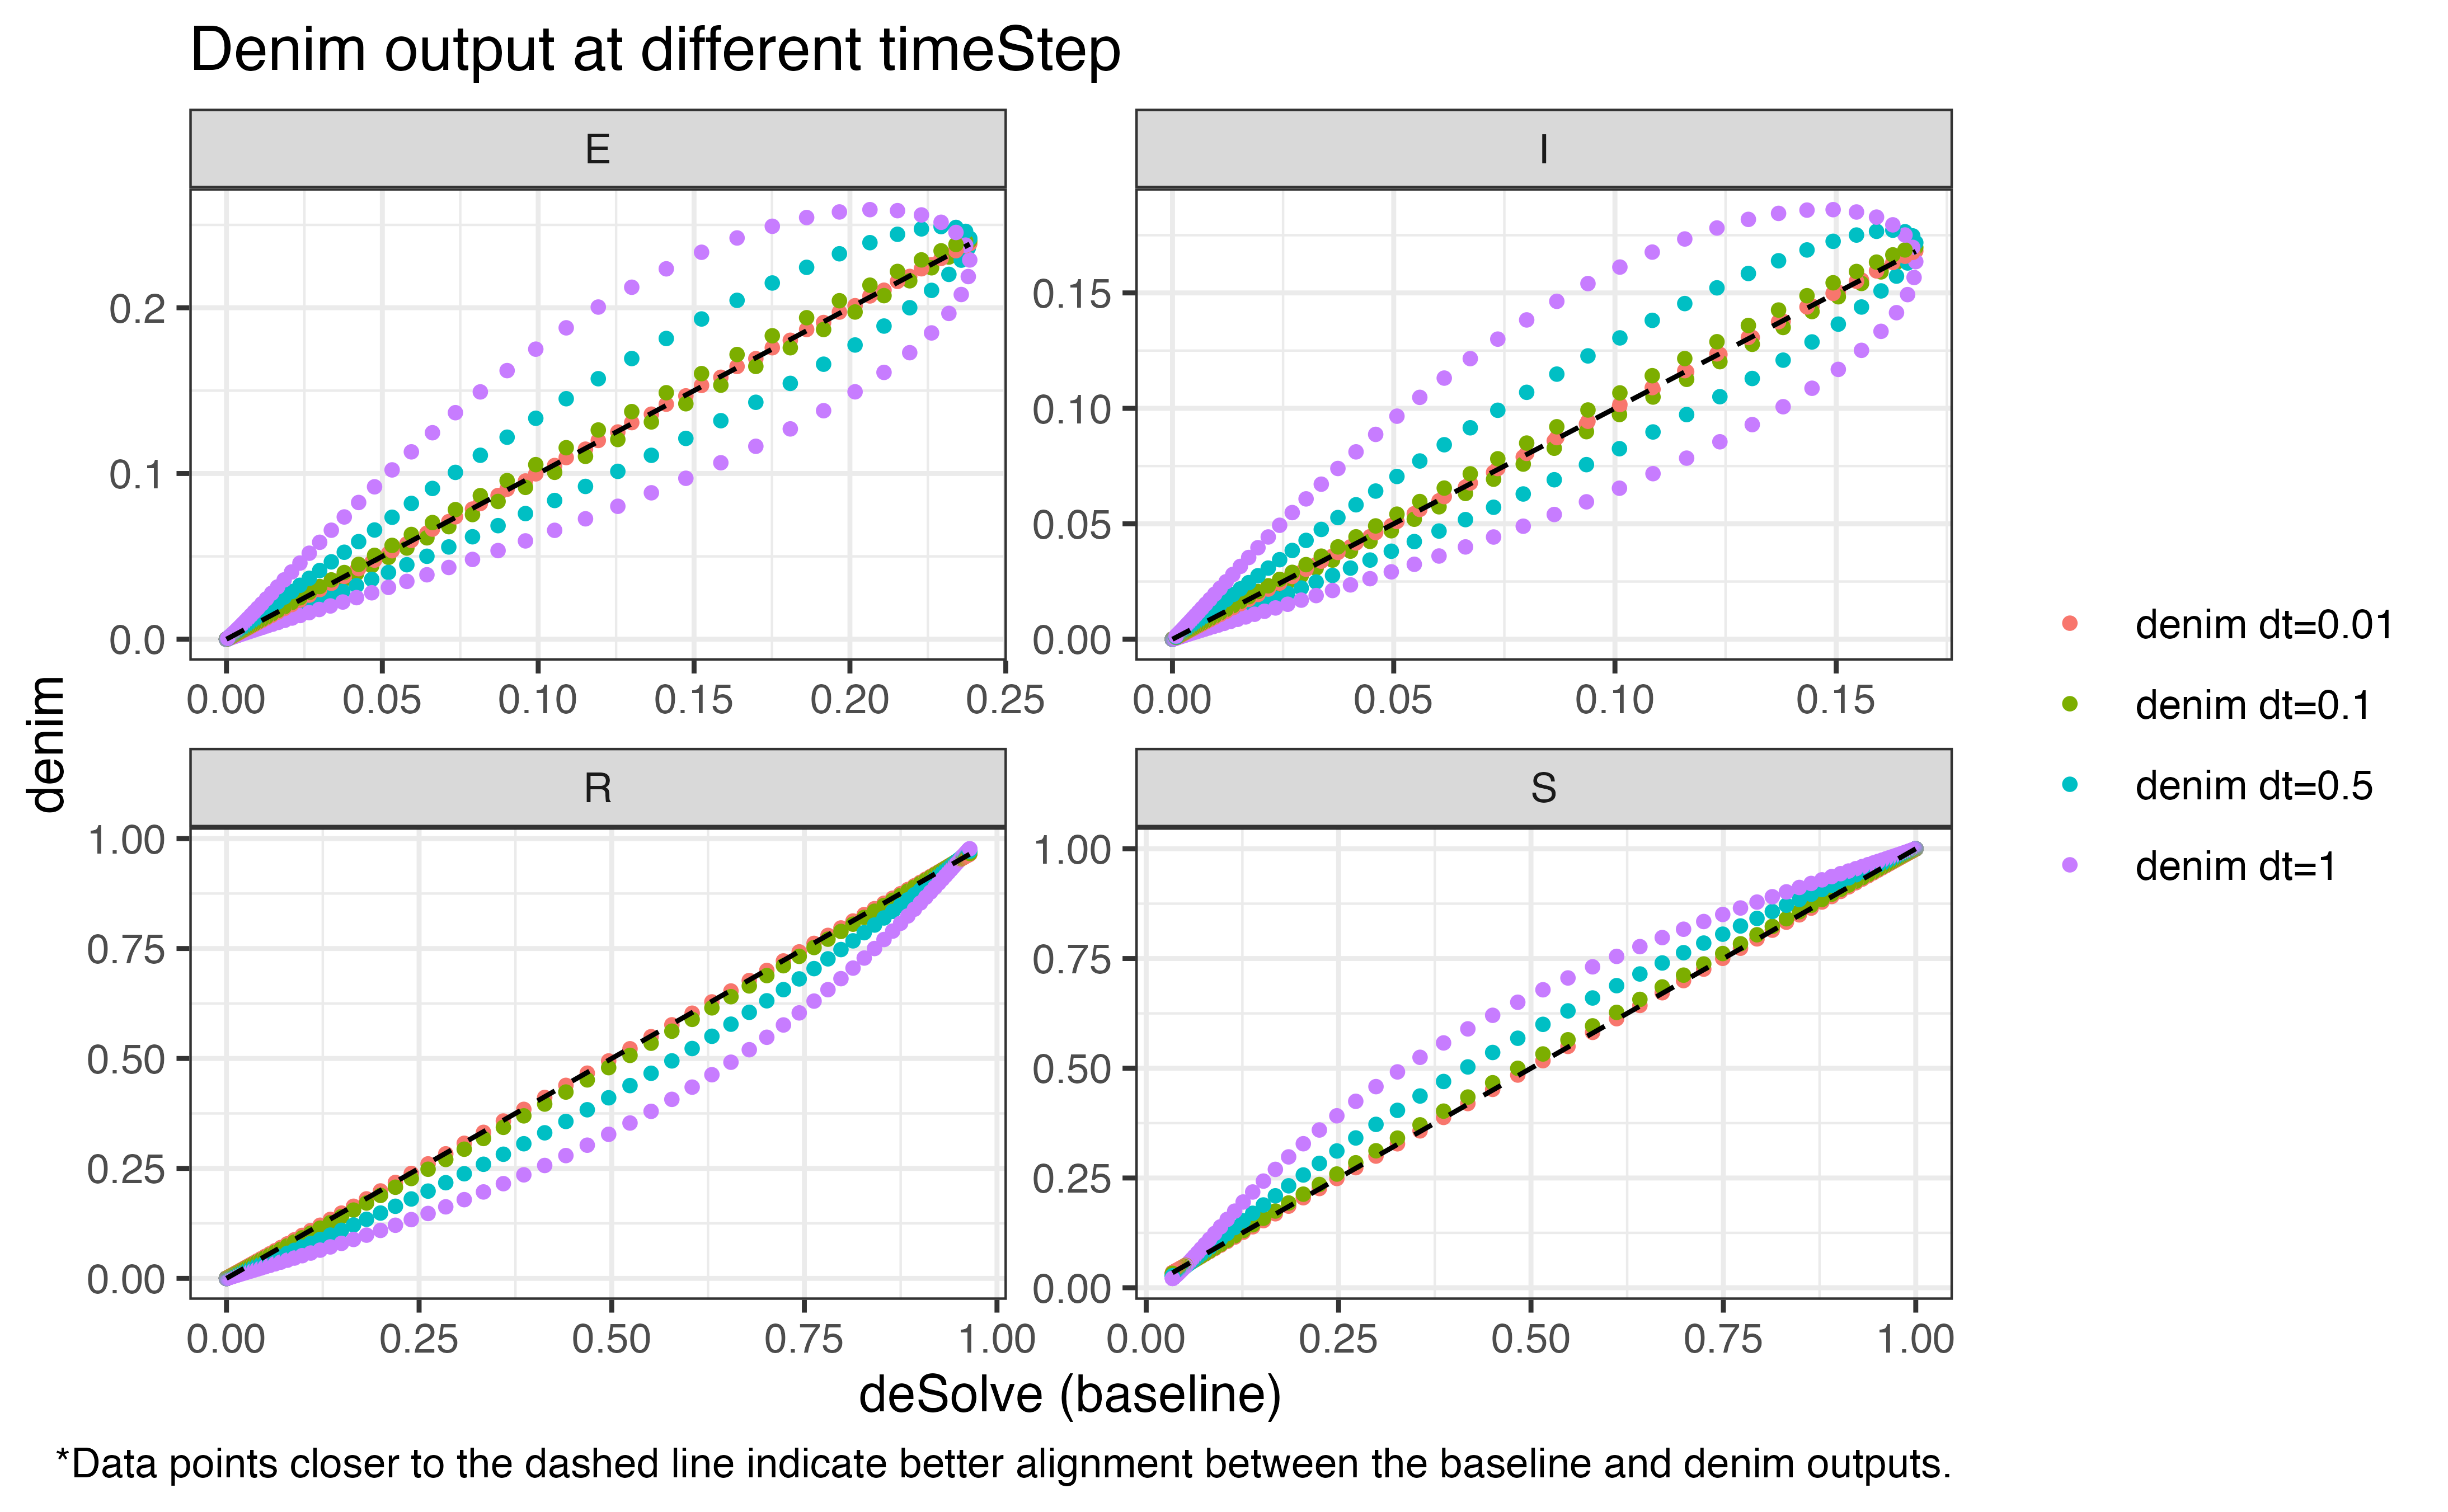 Denim output at different timeStep
E
I
0.2
0.1
0.0
0.00 0.05 0.10 0.15 0.20 0.25
0.15
0.10
0.05
0.00
0.00 0.05 0.10 0.15
denim
R
S
1.00
0.75
0.50
0.25
0.00
0.00 0.25 0.50 0.75 1.00
1.00
0.75
0.50
0.25
0.00
0.00 0.25 0.50 0.75 1.00
deSolve (baseline)
denim dt=0.01
denim dt=0.1
denim dt=0.5
denim dt=1
*Data points closer to the dashed line indicate better alignment between the baseline and denim outputs.